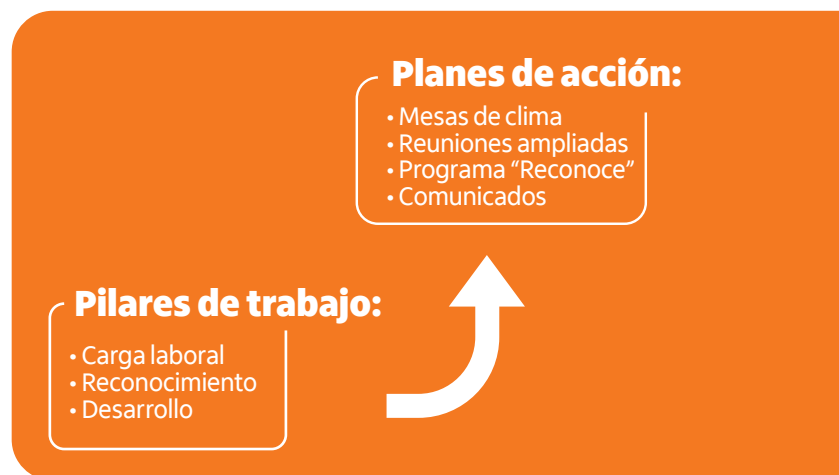 Planes de acción:
• Mesas de clima
• Reuniones ampliadas
• Programa “Reconoce”
• Comunicados
Pilares de trabajo:
• Carga laboral
• Reconocimiento
• Desarrollo